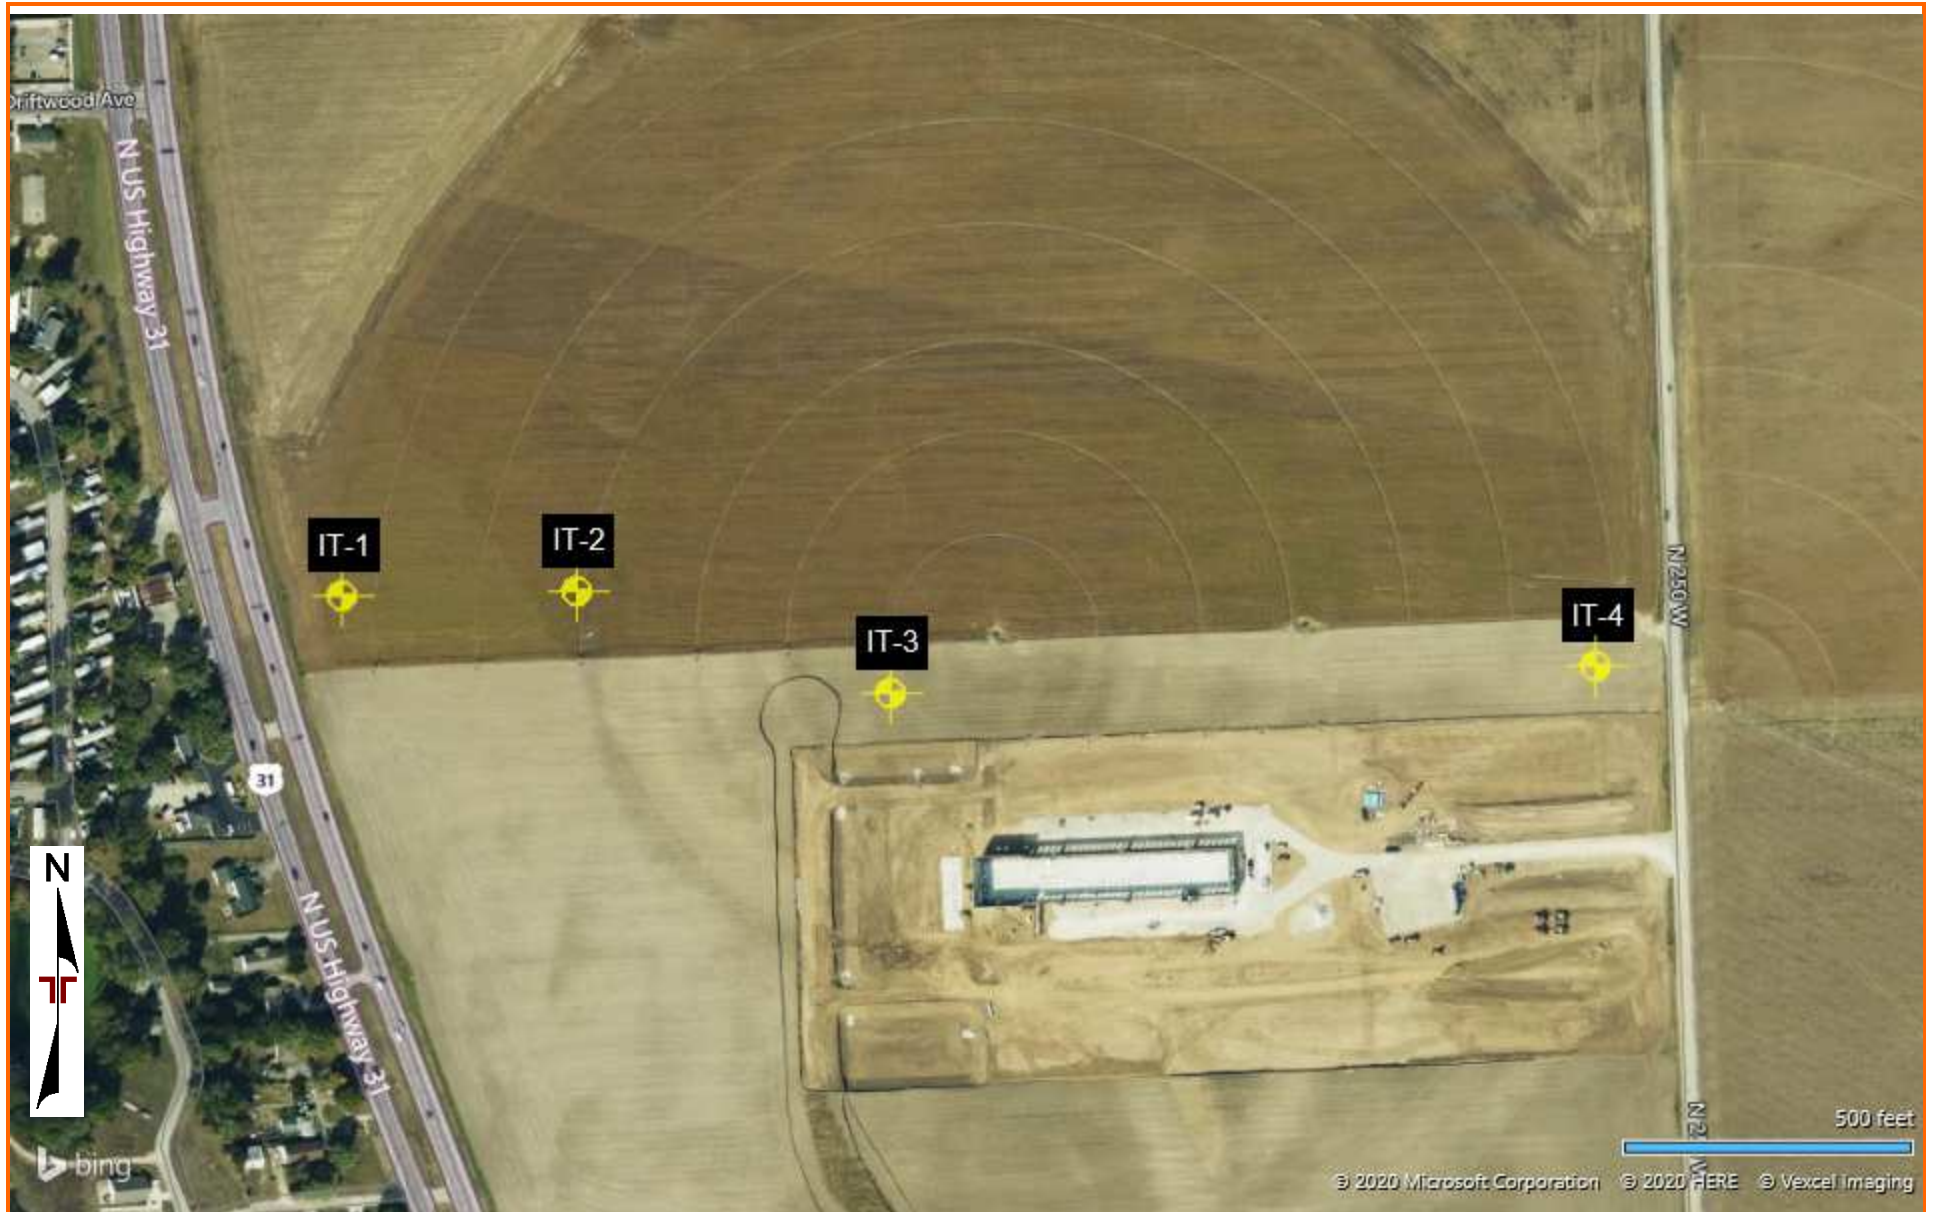 Driftwood Ave
N US Highway 31
IT-1
IT-2
IT-3
IT-4
N 250 W
31
N US Highway 31
N
500 feet
bing
© 2020 Microsoft Corporation © 2020 HERE © Vexcel Imaging